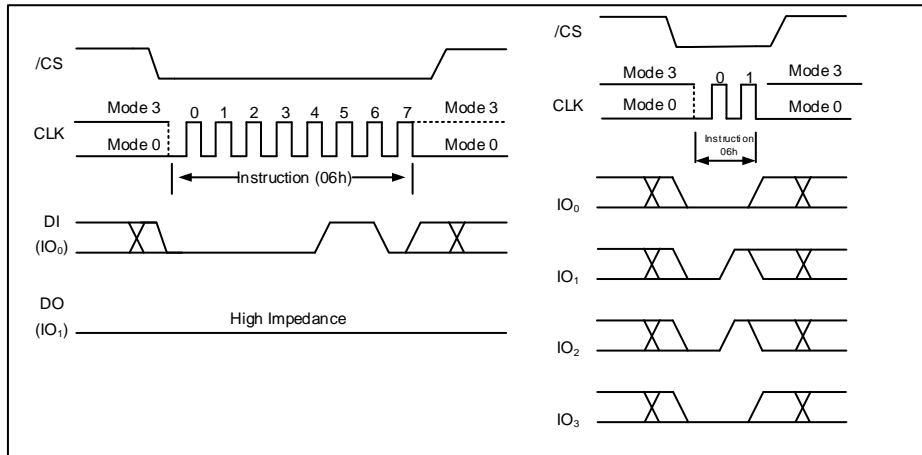 /CS
Mode 3
0 1 2 3 4 5 6 7
Mode 3
CLK
Mode 0
Mode 0
Instruction (06h)
DI
(IO₀)
DO
(IO₁)
High Impedance
/CS
Mode 3
0 1
Mode 3
CLK
Mode 0
Mode 0
Instruction
06h
IO₀
IO₁
IO₂
IO₃